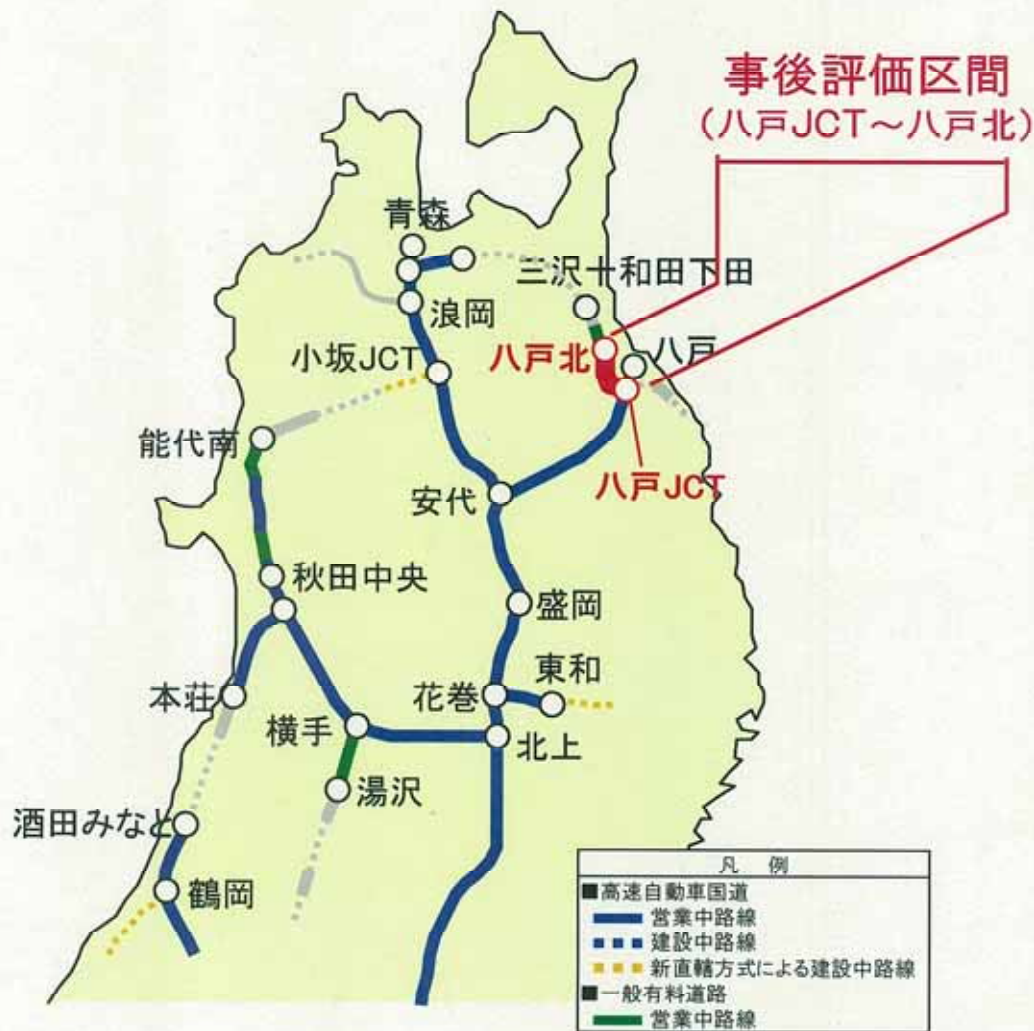 事後評価区間
(八戸JCT～八戸北)
青森
三沢十和田下田
浪岡
八戸北
八戸
小坂JCT
能代南
八戸JCT
安代
秋田中央
盛岡
東和
本荘
花巻
横手
北上
湯沢
酒田みなと
鶴岡
凡 例
■高速自動車国道
営業中路線
建設中路線
新直轄方式による建設中路線
■一般有料道路
営業中路線